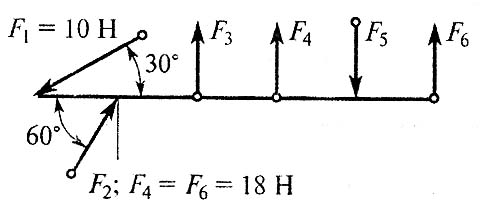 F₁ = 10 Н
F₃
F₄
F₅
F₆
30°
60°
F₂; F₄ = F₆ = 18 Н